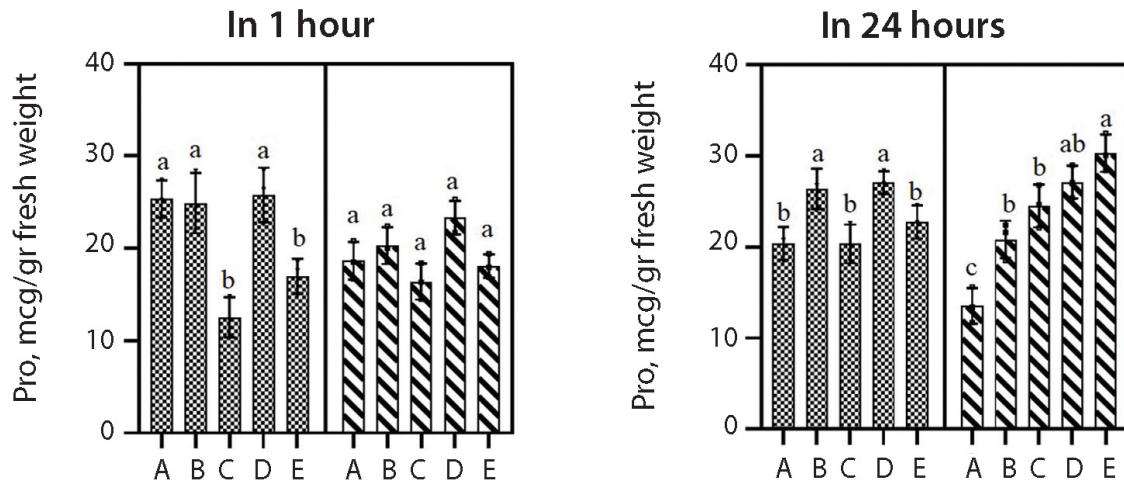 In 1 hour
Pro, mcg/gr fresh weight
40
30
20
10
0
a a b a b
a a a a a
A B C D E A B C D E
In 24 hours
Pro, mcg/gr fresh weight
40
30
20
10
0
b a b a b
c b b ab a
A B C D E A B C D E